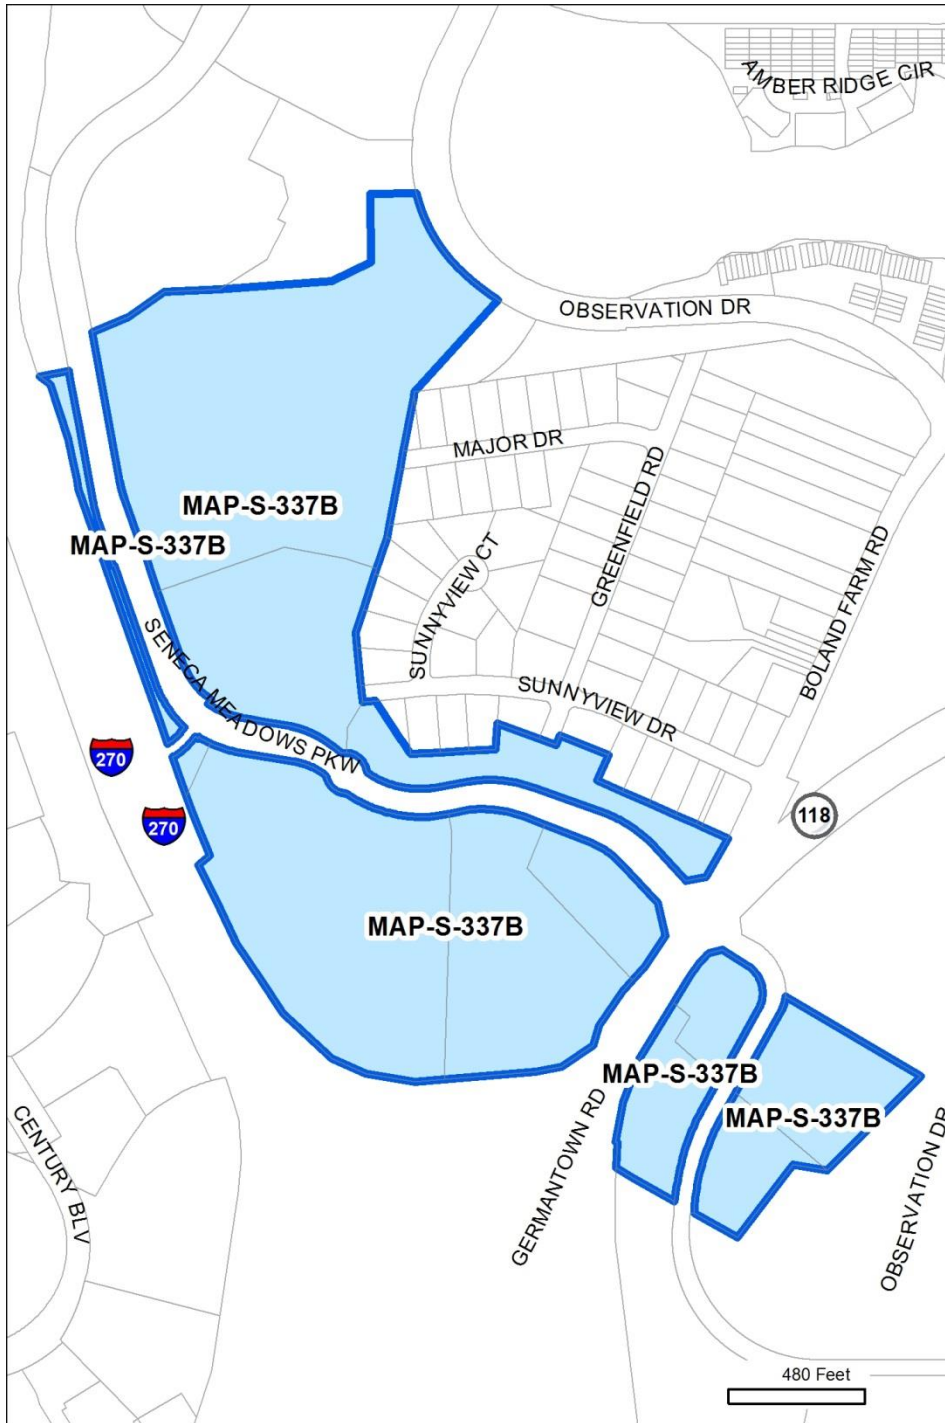 AMBER RIDGE CIR
OBSERVATION DR
MAJOR DR
GREENFIELD RD
MAP-S-337B
MAP-S-337B
SUNNYVIEW CT
BOLAND FARM RD
SENECA MEADOWS PKW
SUNNYVIEW DR
270
270
118
MAP-S-337B
MAP-S-337B
MAP-S-337B
GERMANTOWN RD
CENTURY BLV
OBSERVATION DR
480 Feet